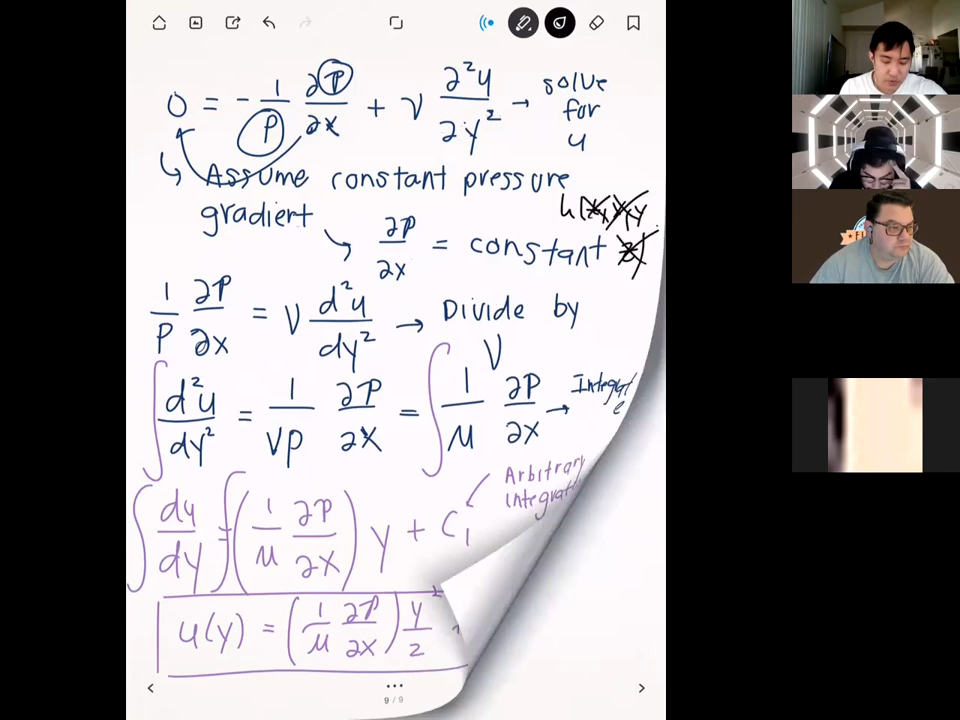 0 = - 1/ρ ∂P/∂x + ν ∂²u/∂y² → solve for u
↳ Assume constant pressure
gradient → ∂P/∂x = constant
1/ρ ∂P/∂x = ν d²u/dy² → Divide by ν
∫ d²u/dy² = 1/νρ ∂P/∂x = ∫ 1/μ ∂P/∂x → Integrate
∫ du/dy = ∫ (1/μ ∂P/∂x) y + C₁ ← Arbitrary
u(y) = (1/μ ∂P/∂x) y²/2
9 / 9